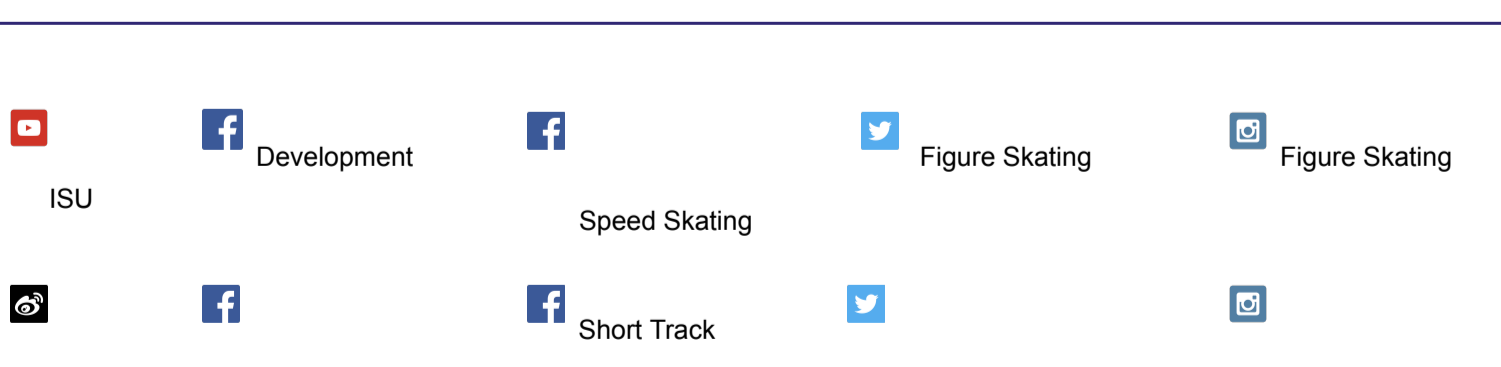 Development
Figure Skating
Figure Skating
ISU
Speed Skating
Short Track